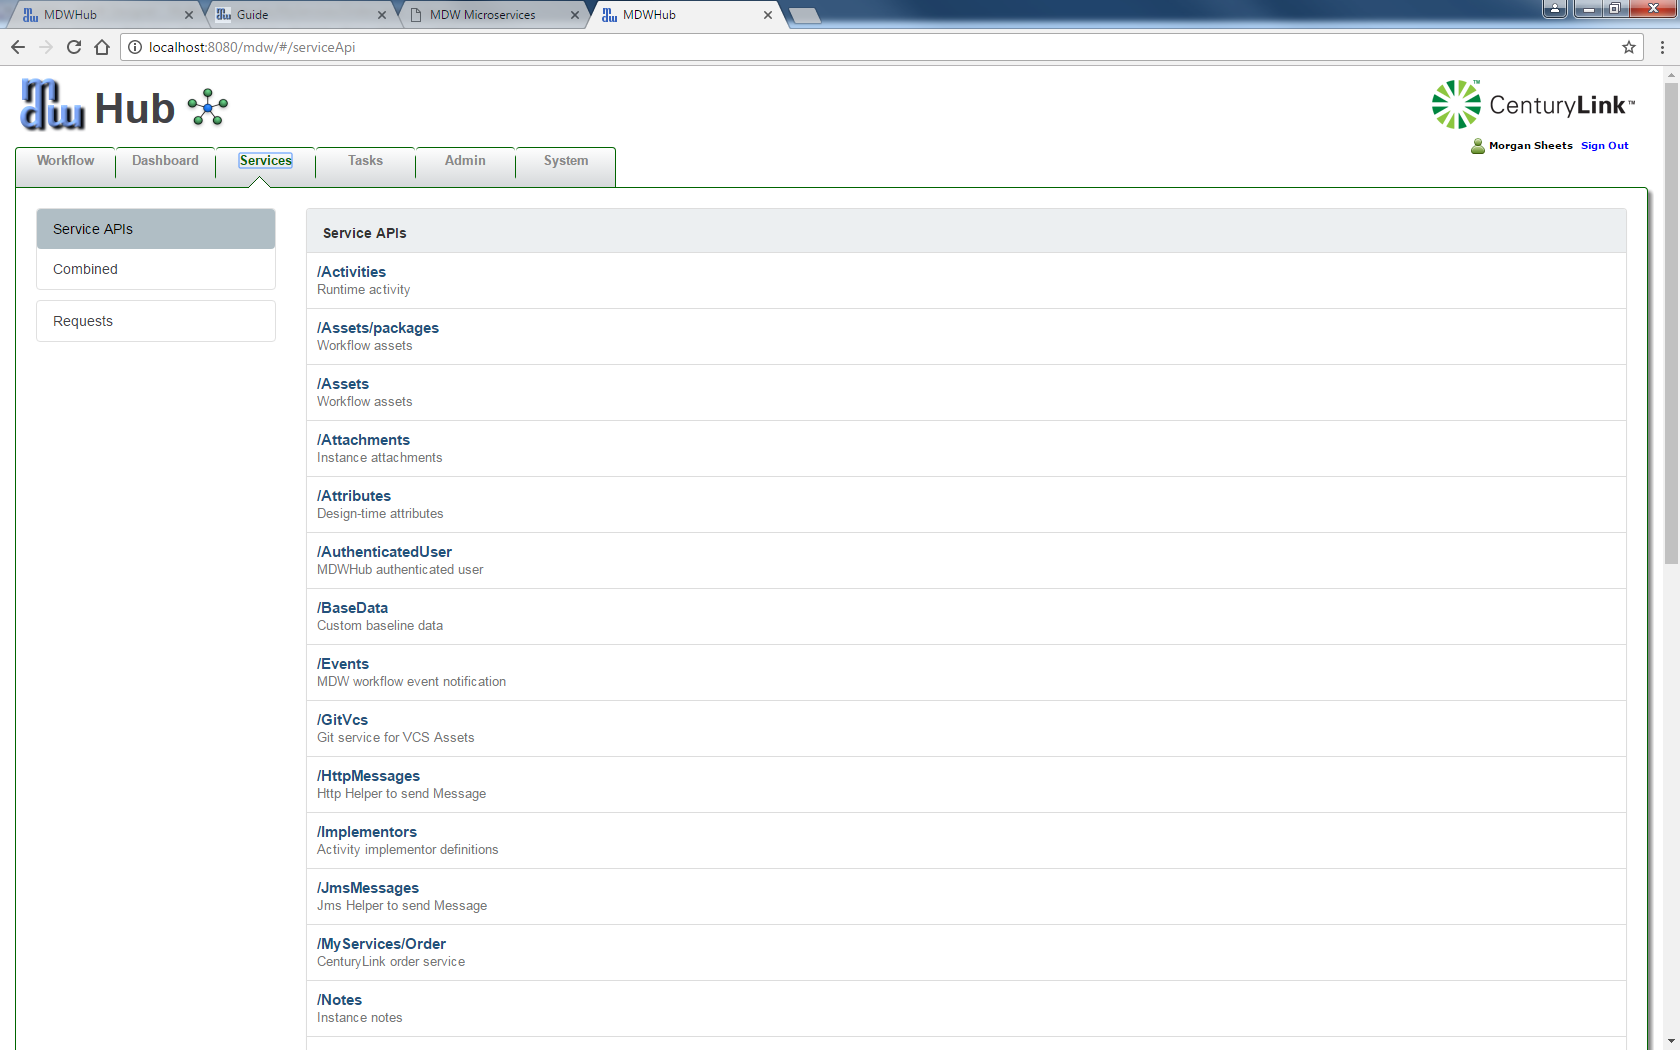 MDWHub
Guide
MDW Microservices
MDWHub
localhost:8080/mdw/#/serviceApi
mdw Hub
CenturyLink™
Morgan Sheets Sign Out
Workflow Dashboard Services Tasks Admin System
Service APIs
Combined
Requests
Service APIs
/Activities
Runtime activity
/Assets/packages
Workflow assets
/Assets
Workflow assets
/Attachments
Instance attachments
/Attributes
Design-time attributes
/AuthenticatedUser
MDWHub authenticated user
/BaseData
Custom baseline data
/Events
MDW workflow event notification
/GitVcs
Git service for VCS Assets
/HttpMessages
Http Helper to send Message
/Implementors
Activity implementor definitions
/JmsMessages
Jms Helper to send Message
/MyServices/Order
CenturyLink order service
/Notes
Instance notes